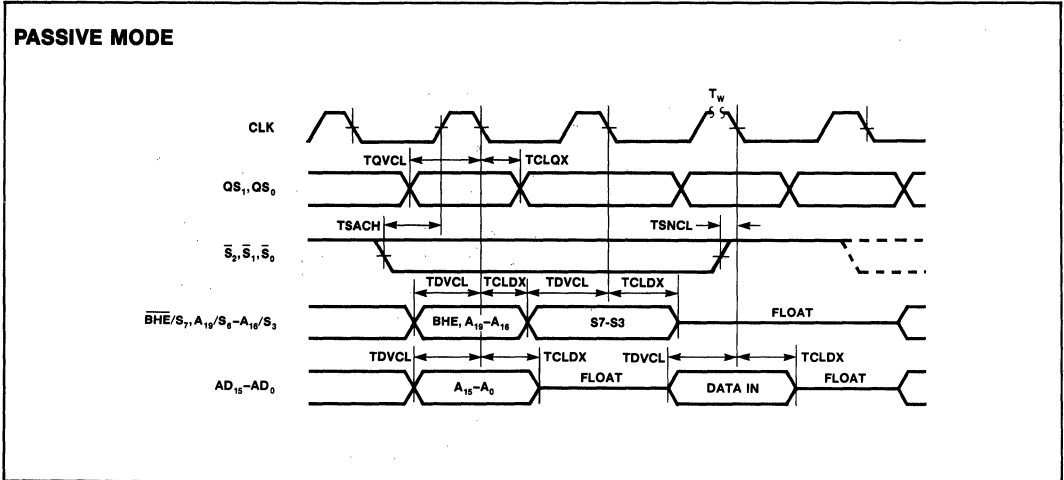 PASSIVE MODE
T_W
CLK
TQVCL TCLQX
QS₁, QS₀
TSACH TSNCL
S̅₂, S̅₁, S̅₀
TDVCL TCLDX TDVCL TCLDX
B̅H̅E̅/S₇, A₁₉/S₆–A₁₆/S₃ BHE, A₁₉–A₁₆ S7-S3 FLOAT
TDVCL TCLDX TDVCL TCLDX
AD₁₅–AD₀ A₁₅–A₀ FLOAT DATA IN FLOAT